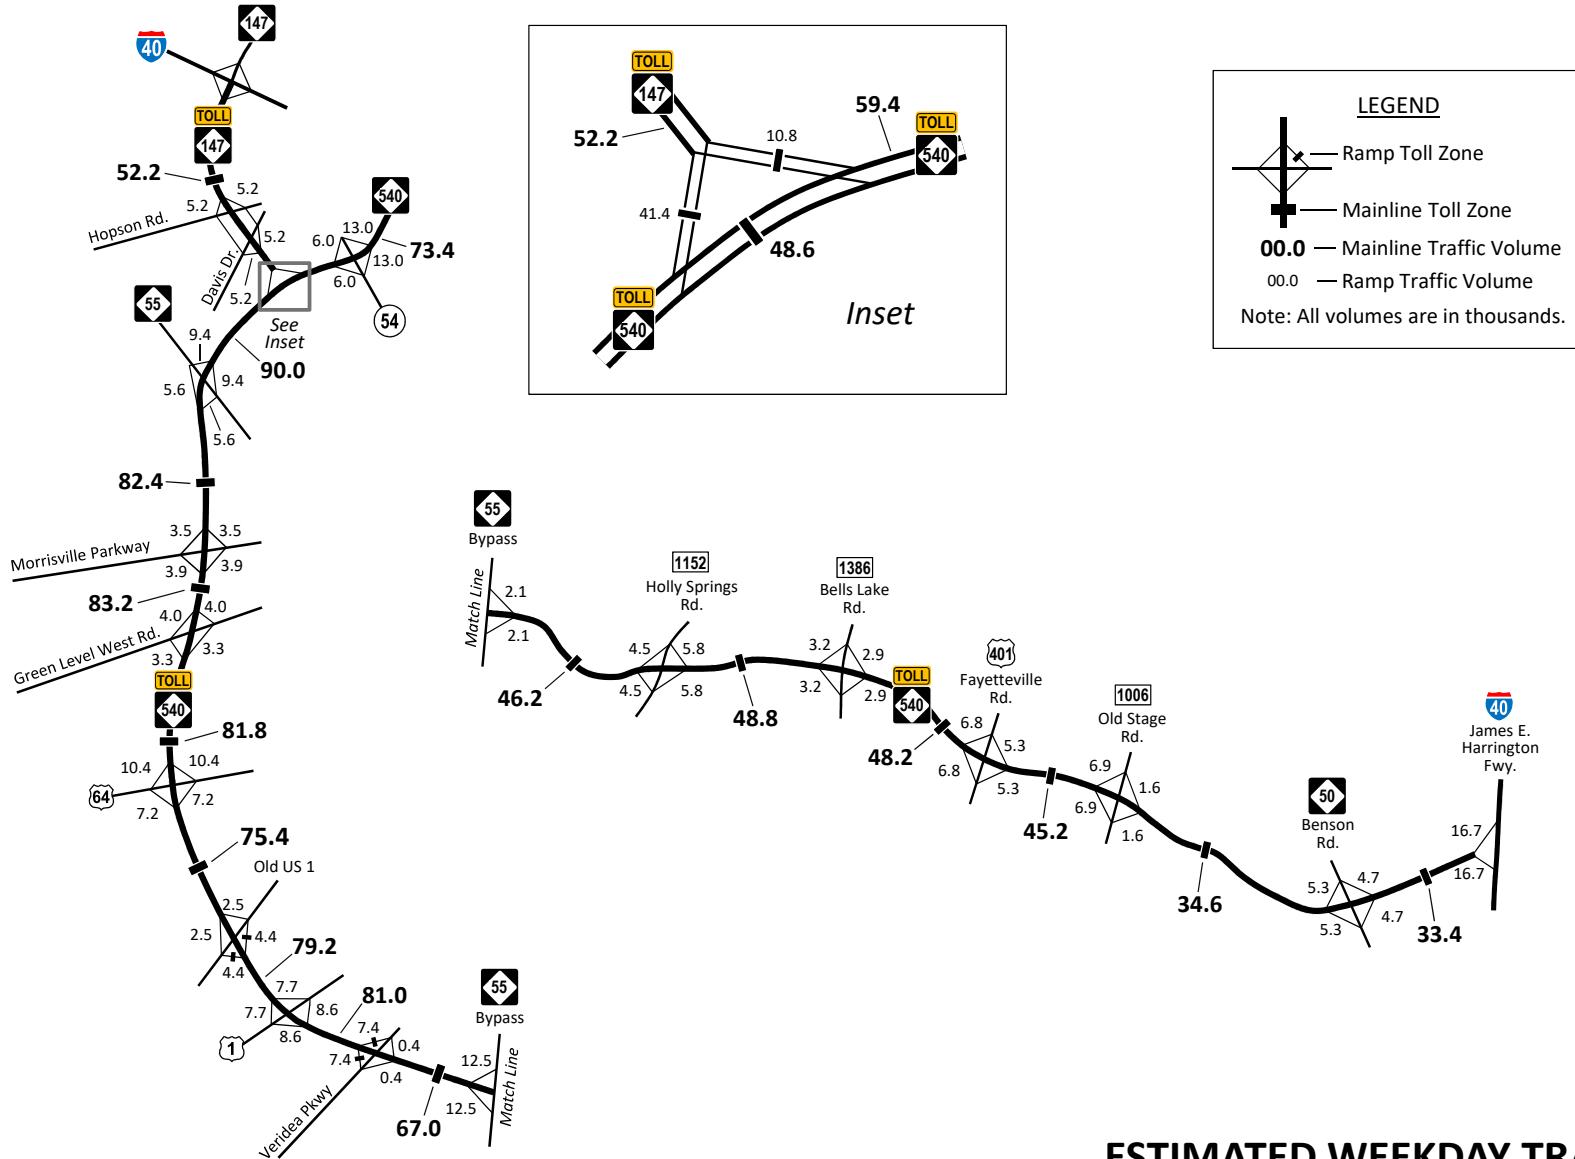 147
40
TOLL
147
52.2
5.2
5.2
Hopson Rd.
5.2
Davis Dr.
5.2
540
13.0
6.0
73.4
13.0
6.0
54
See
Inset
55
9.4
90.0
9.4
5.6
5.6
82.4
3.5
3.5
Morrisville Parkway
3.9
3.9
83.2
4.0
4.0
Green Level West Rd.
3.3
3.3
TOLL
540
81.8
10.4
10.4
64
7.2
7.2
75.4
Old US 1
2.5
2.5
4.4
4.4
79.2
7.7
7.7
8.6
8.6
1
81.0
7.4
7.4
0.4
0.4
Veridea Pkwy
67.0
55
Bypass
12.5
12.5
Match Line
TOLL
147
52.2
10.8
59.4
TOLL
540
41.4
48.6
TOLL
540
Inset
LEGEND
Ramp Toll Zone
Mainline Toll Zone
00.0 — Mainline Traffic Volume
00.0 — Ramp Traffic Volume
Note: All volumes are in thousands.
55
Bypass
Match Line
2.1
2.1
46.2
1152
Holly Springs
Rd.
4.5
5.8
4.5
5.8
48.8
1386
Bells Lake
Rd.
3.2
2.9
3.2
2.9
TOLL
540
48.2
401
Fayetteville
Rd.
6.8
5.3
6.8
5.3
45.2
1006
Old Stage
Rd.
6.9
1.6
6.9
1.6
34.6
50
Benson
Rd.
5.3
4.7
5.3
4.7
33.4
40
James E.
Harrington
Fwy.
16.7
16.7